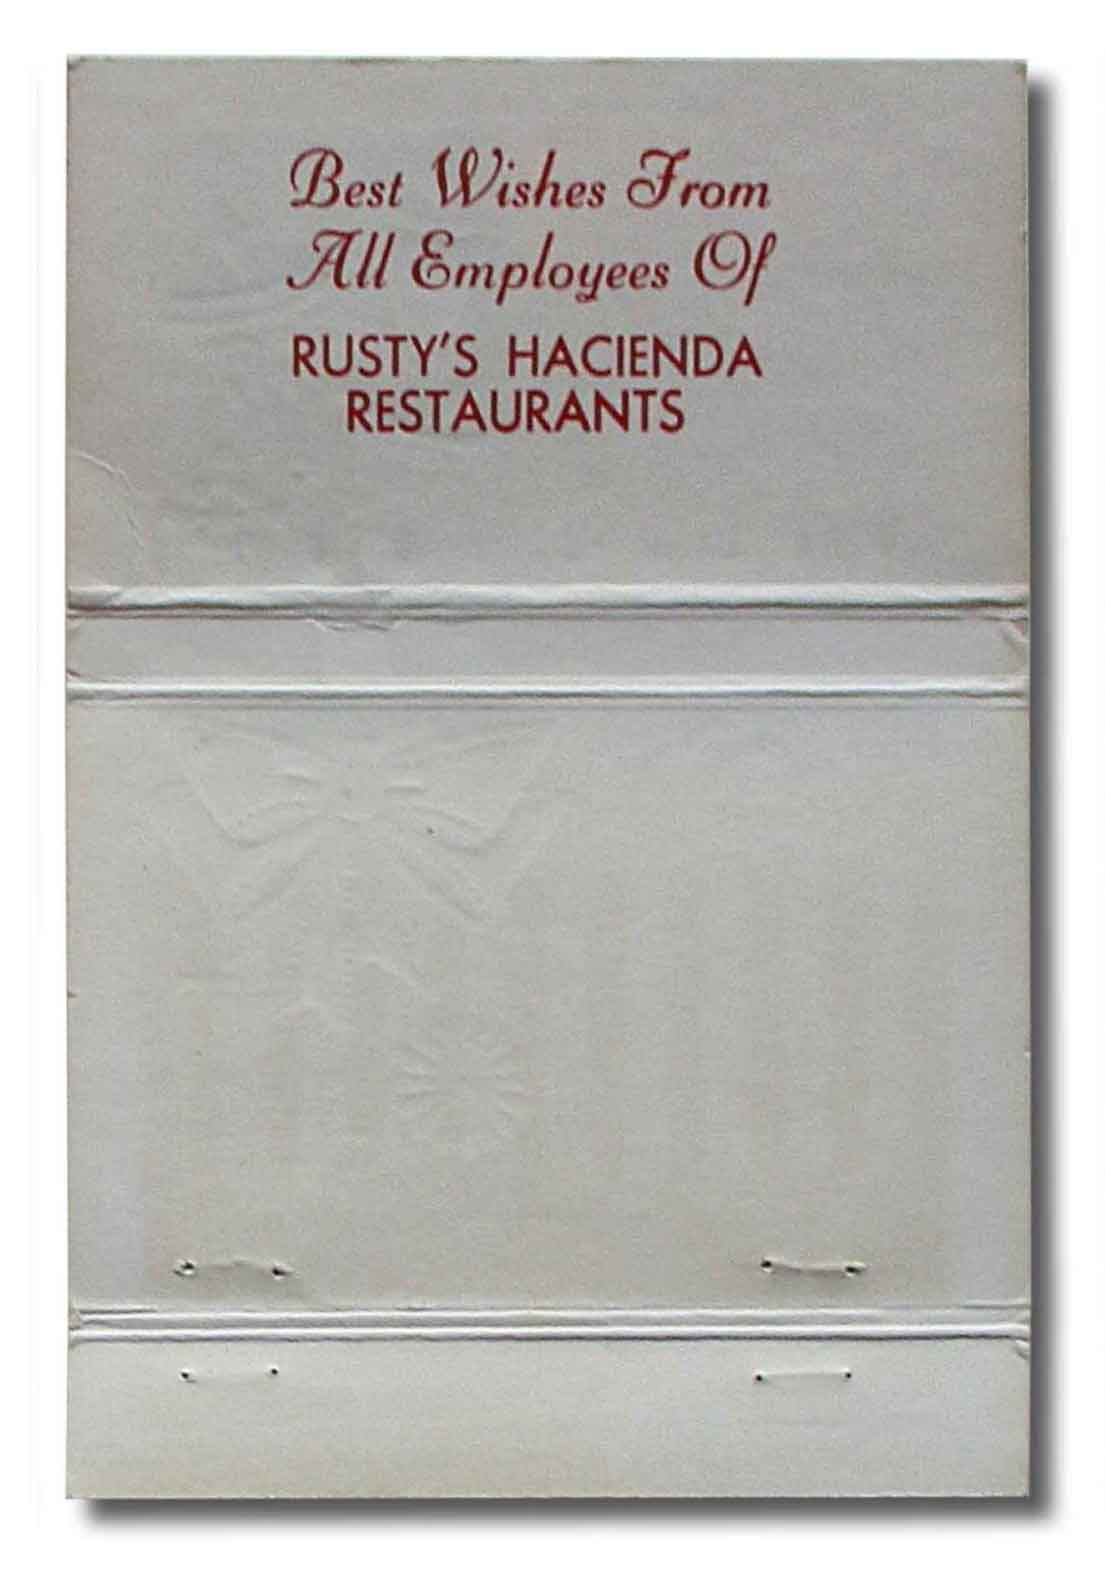 Best Wishes From
All Employees Of
RUSTY'S HACIENDA
RESTAURANTS